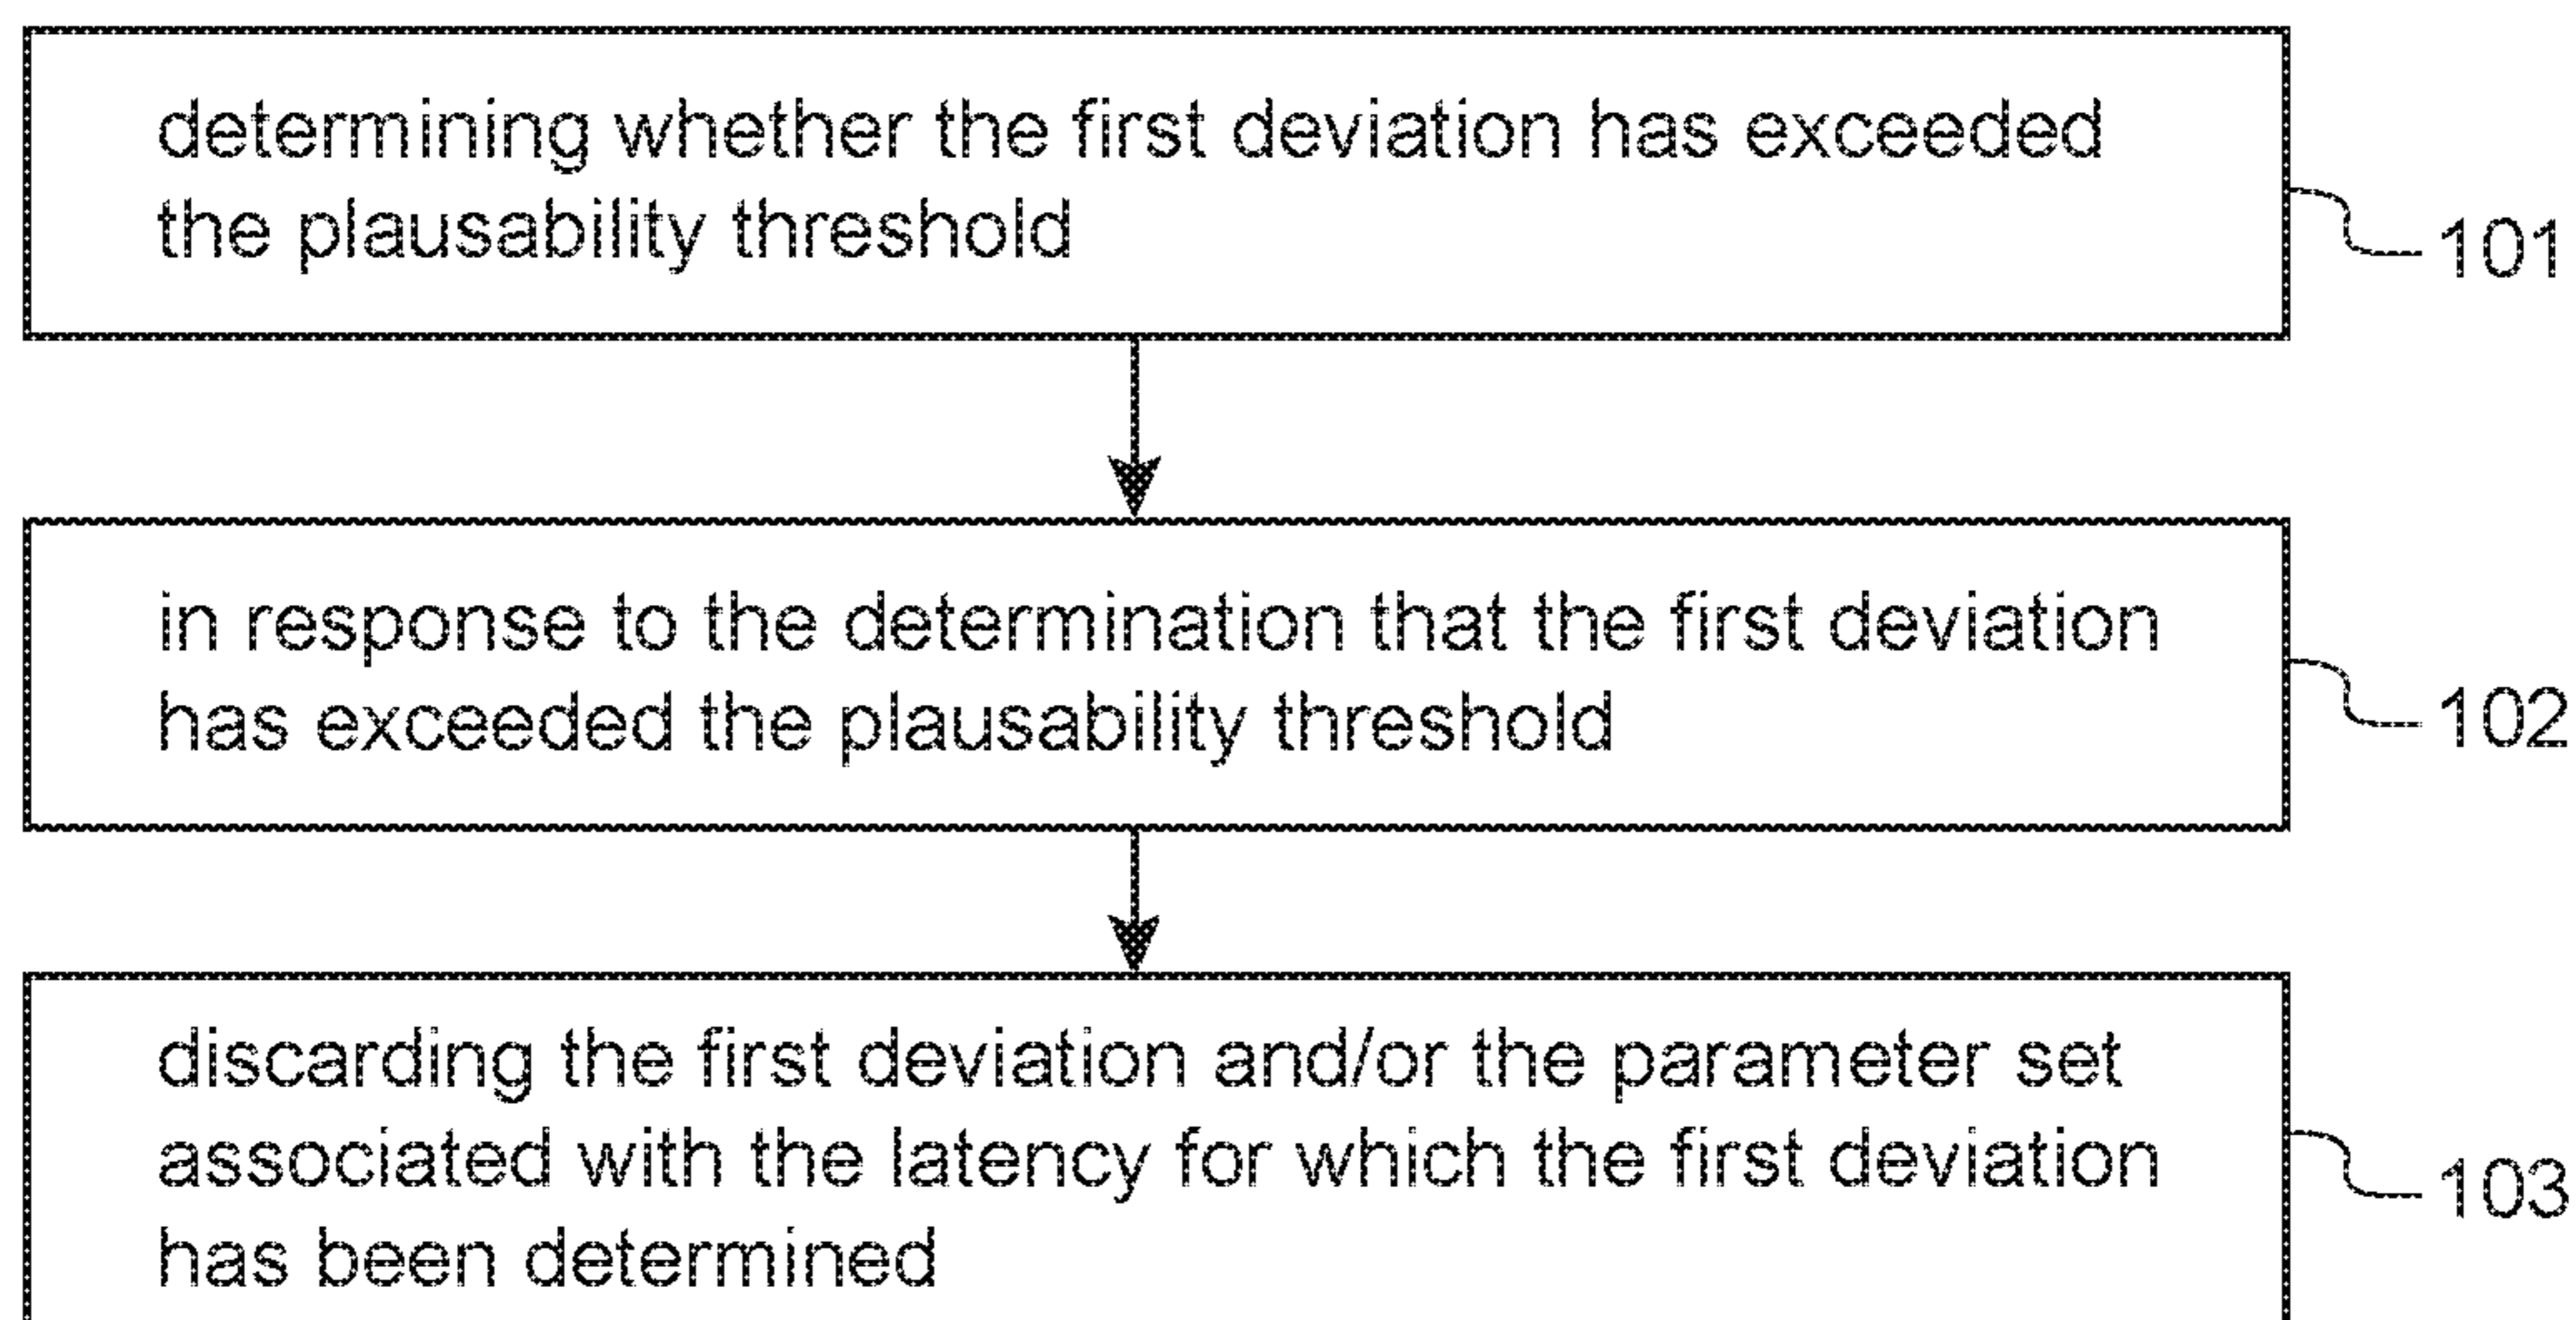 determining whether the first deviation has exceeded
the plausability threshold
101
in response to the determination that the first deviation
has exceeded the plausability threshold
102
discarding the first deviation and/or the parameter set
associated with the latency for which the first deviation
has been determined
103